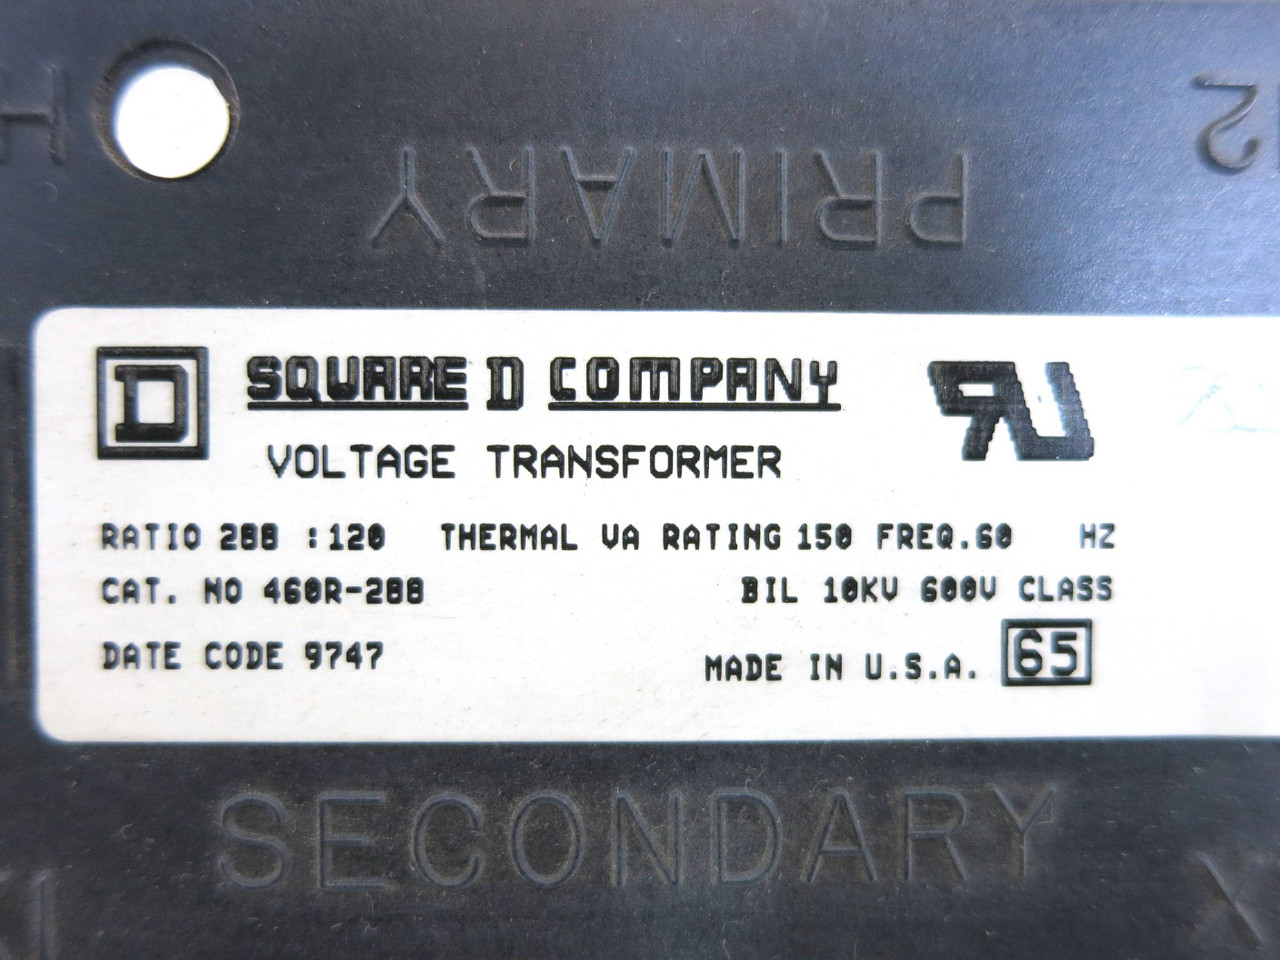 H
2
PRIMARY
D SQUARE D COMPANY
VOLTAGE TRANSFORMER
RATIO 288 :120 THERMAL VA RATING 150 FREQ.60 HZ
CAT. NO 460R-288 BIL 10KV 600V CLASS
DATE CODE 9747 MADE IN U.S.A. 65
SECONDARY
X